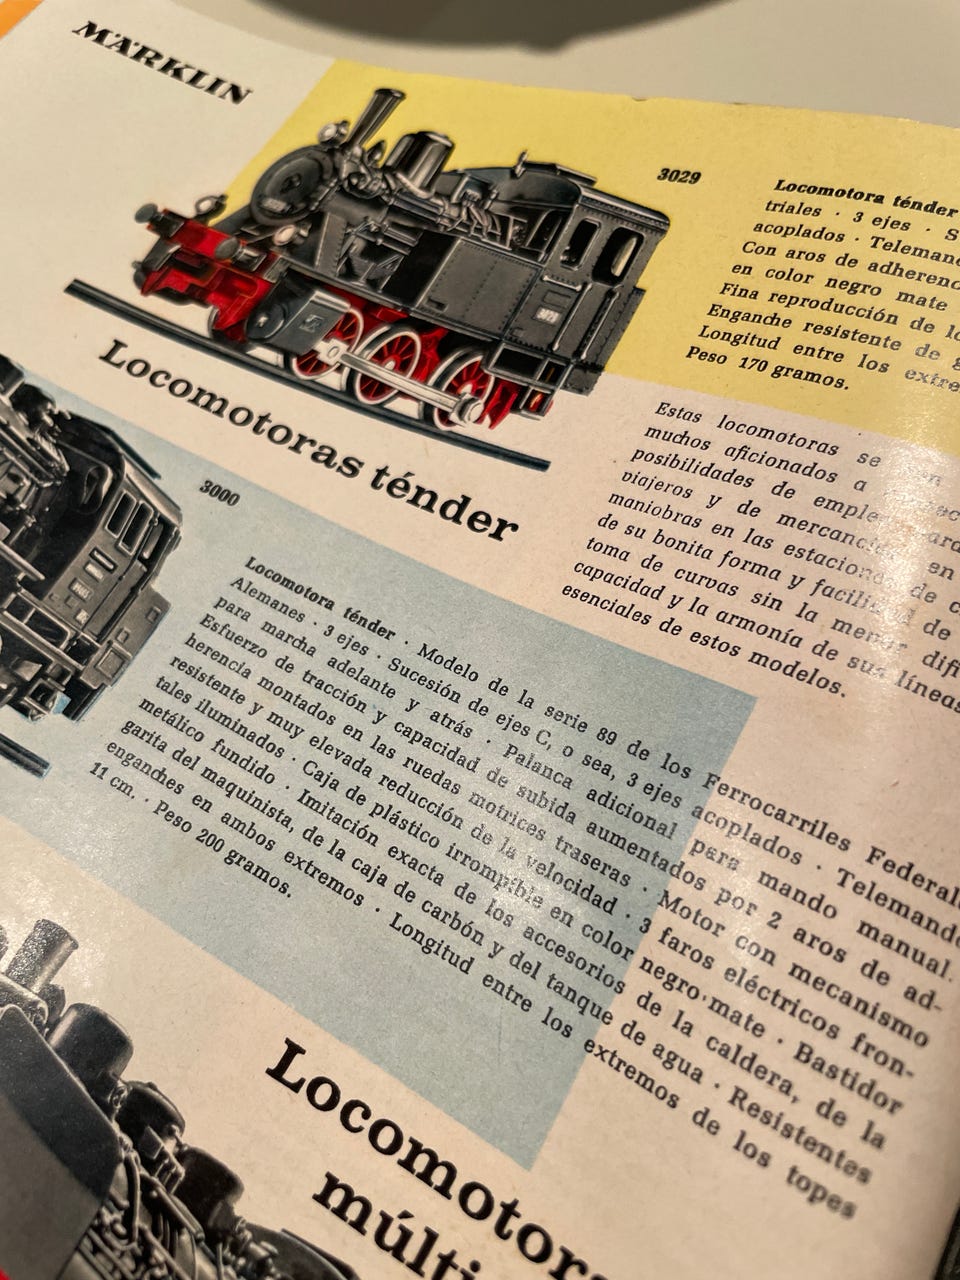 MÄRKLIN
3029
Locomotora ténder
triales · 3 ejes · S
acoplados · Telemand
Con aros de adherenc
en color negro mate
Fina reproducción de lo
Enganche resistente de g
Longitud entre los extre
Peso 170 gramos.
Locomotoras ténder
Estas locomotoras se
muchos aficionados a
posibilidades de
viajeros y de
maniobras en las de
de su bonita forma y de
toma de curvas sin la menor difi
capacidad y la armonía de sus líneas
esenciales de estos modelos.
3000
Locomotora ténder · Modelo de la serie 89 de los Ferrocarriles Federale
Alemanes · 3 ejes · Sucesión de ejes C, o sea, 3 ejes acoplados · Telemando
para marcha adelante y atrás · Palanca adicional para mando manual.
Esfuerzo de tracción y capacidad de subida aumentados por 2 aros de ad-
herencia montados en las ruedas motrices traseras · Motor con mecanismo
resistente y muy elevada reducción de la velocidad · 3 faros eléctricos fron-
tales iluminados · Caja de plástico irrompible en color negro mate · Bastidor
metálico fundido · Imitación exacta de los accesorios de la caldera, de la
garita del maquinista, de la caja de carbón y del tanque de agua · Resistentes
enganches en ambos extremos · Longitud entre los extremos de los topes
11 cm. · Peso 200 gramos.
Locomotora
múlti